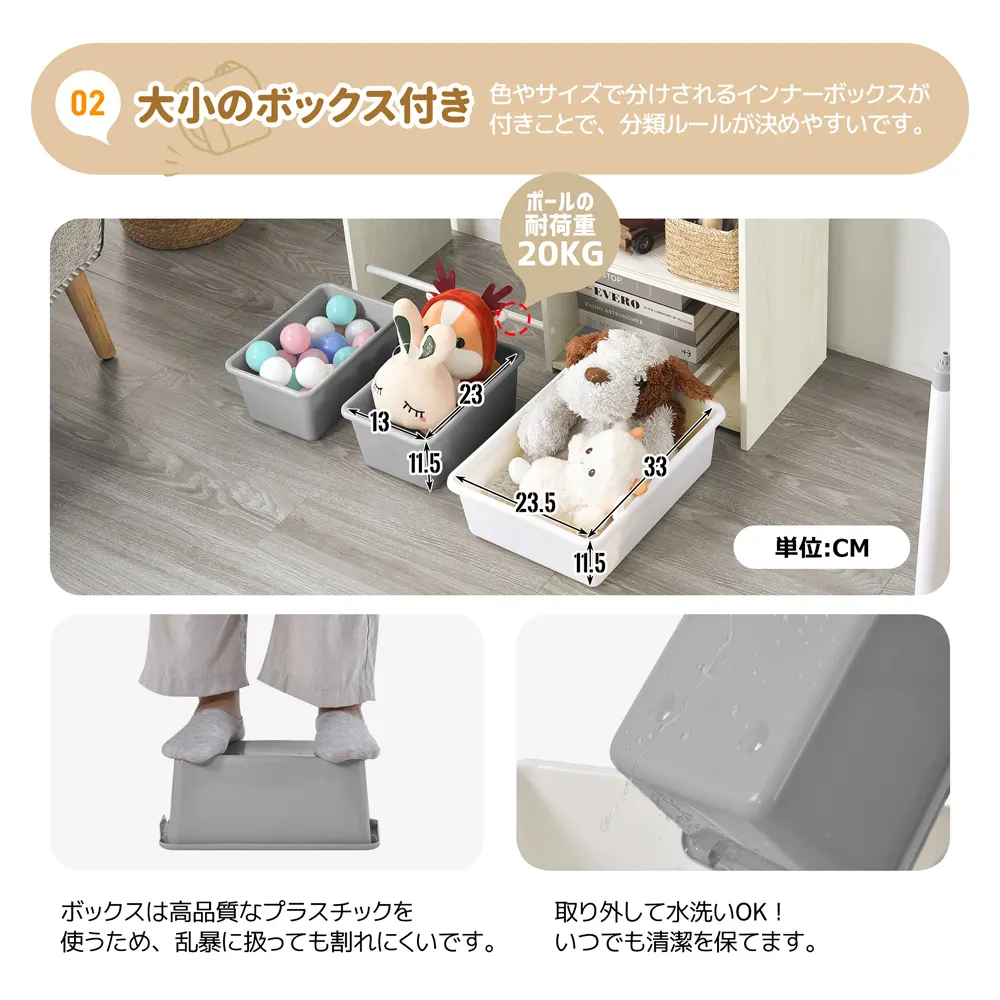 02
大小のボックス付き
色やサイズで分けされるインナーボックスが
付きことで、分類ルールが決めやすいです。
ポールの
耐荷重
20KG
STOP
EVERO
RADIO ASTRONOMER
23
13
11.5
33
23.5
11.5
単位:CM
ボックスは高品質なプラスチックを
使うため、乱暴に扱っても割れにくいです。
取り外して水洗いOK！
いつでも清潔を保てます。